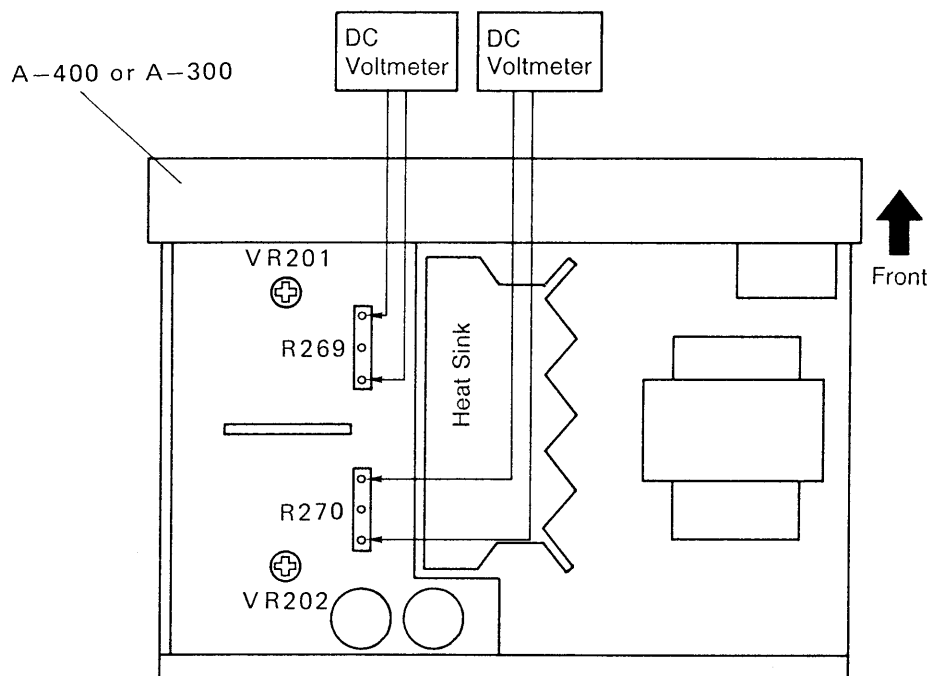 DC
Voltmeter
DC
Voltmeter
A-400 or A-300
Front
VR201
R269
Heat Sink
R270
VR202